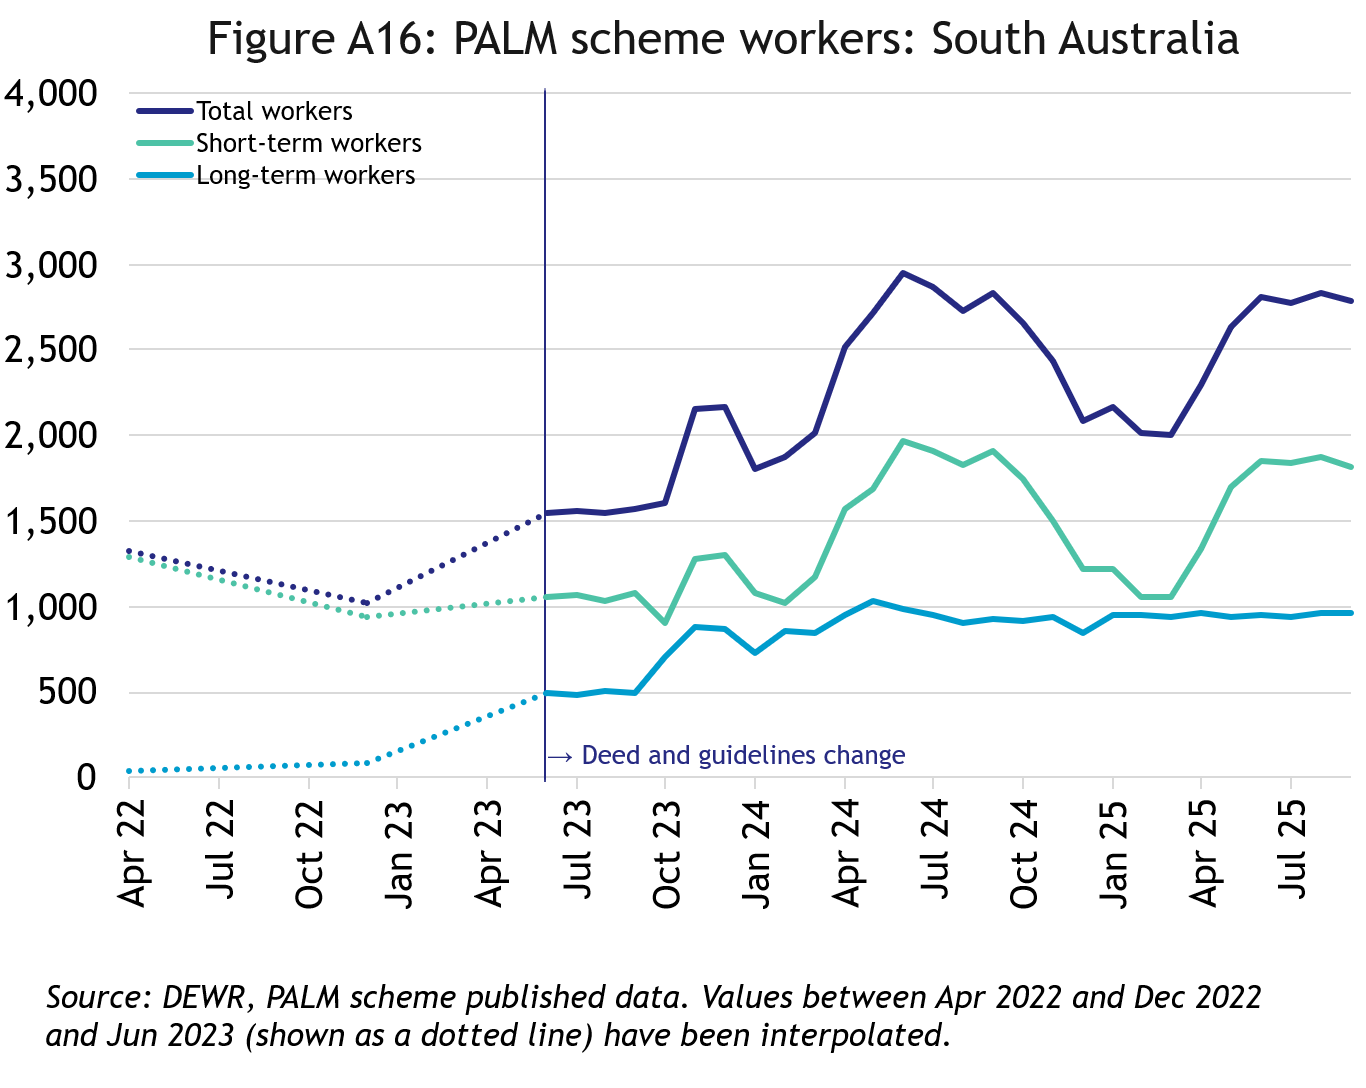 Figure A16: PALM scheme workers: South Australia
4,000
3,500
3,000
2,500
2,000
1,500
1,000
500
0
Total workers
Short-term workers
Long-term workers
→ Deed and guidelines change
Apr 22
Jul 22
Oct 22
Jan 23
Apr 23
Jul 23
Oct 23
Jan 24
Apr 24
Jul 24
Oct 24
Jan 25
Apr 25
Jul 25
Source: DEWR, PALM scheme published data. Values between Apr 2022 and Dec 2022
and Jun 2023 (shown as a dotted line) have been interpolated.